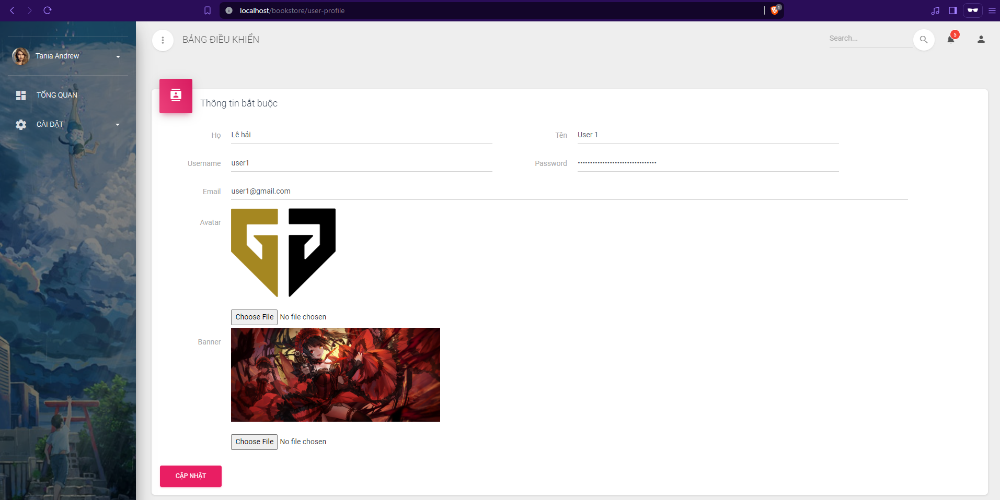 localhost/bookstore/user-profile
1
Tania Andrew
TỔNG QUAN
CÀI ĐẶT
BẢNG ĐIỀU KHIỂN
Search...
5
Thông tin bắt buộc
Họ
Lê hải
Tên
User 1
Username
user1
Password
Email
user1@gmail.com
Avatar
Choose File No file chosen
Banner
Choose File No file chosen
CẬP NHẬT